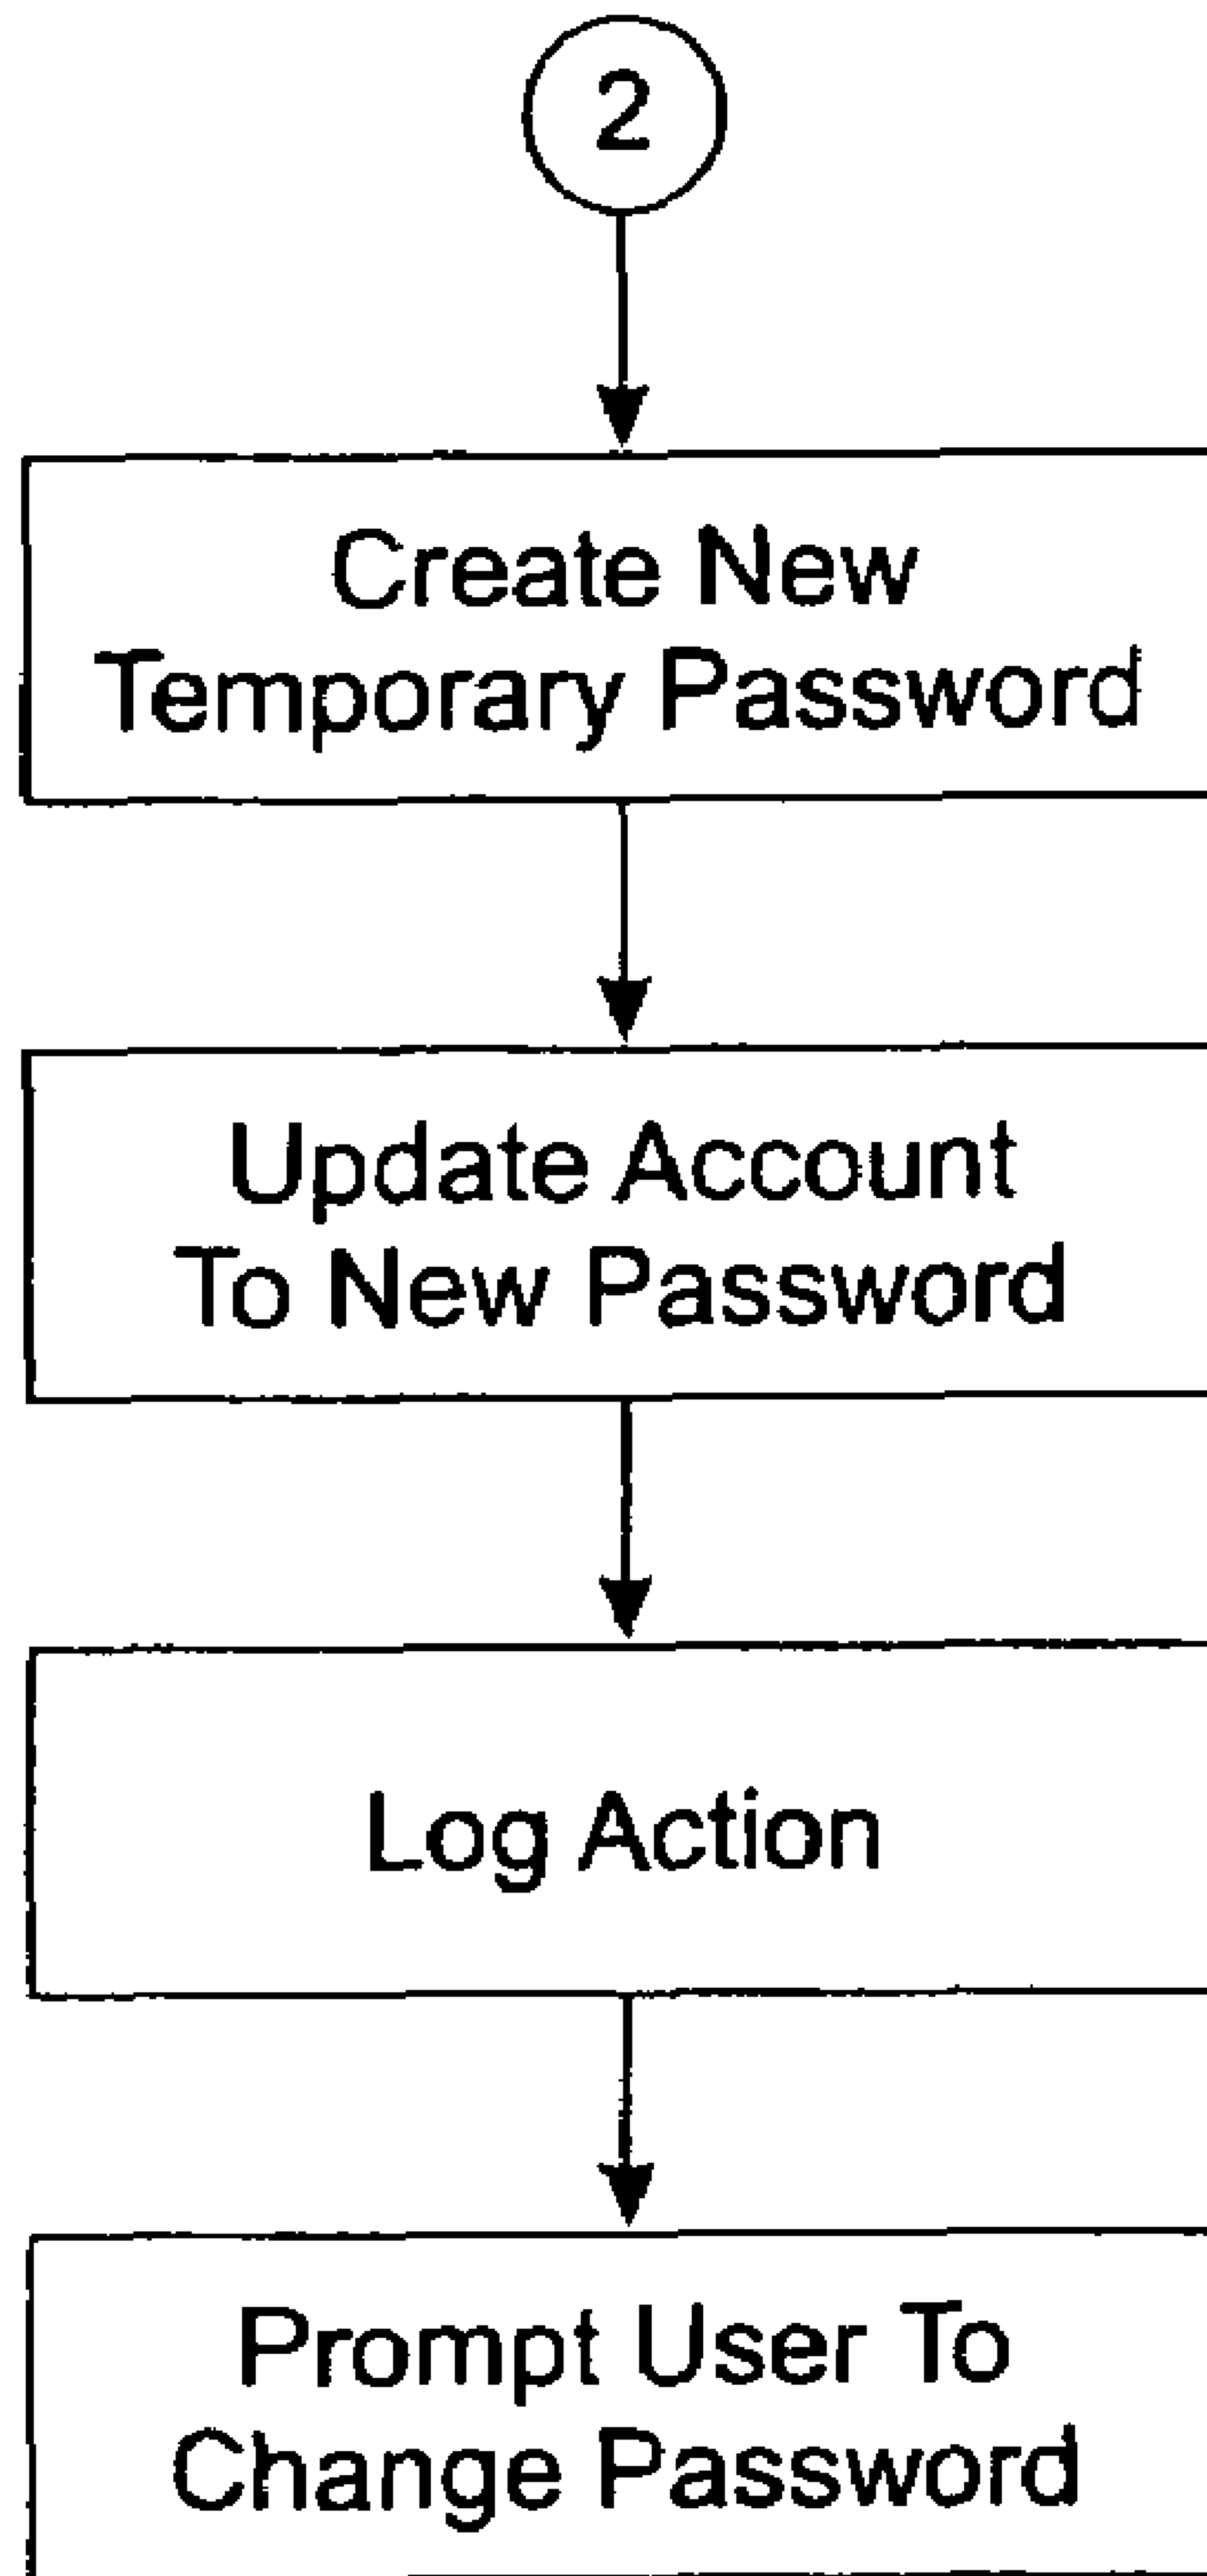 2
Create New
Temporary Password
Update Account
To New Password
Log Action
Prompt User To
Change Password